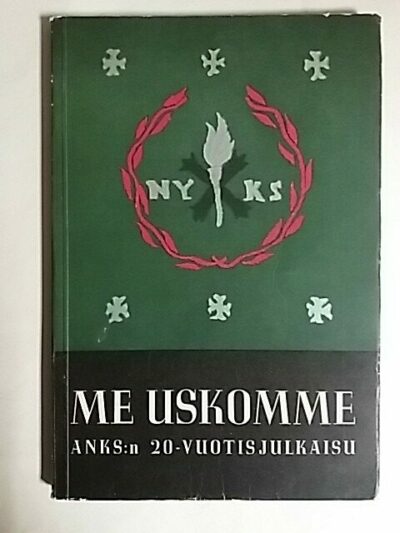 NY KS
ME USKOMME
ANKS:n 20-VUOTISJULKAISU